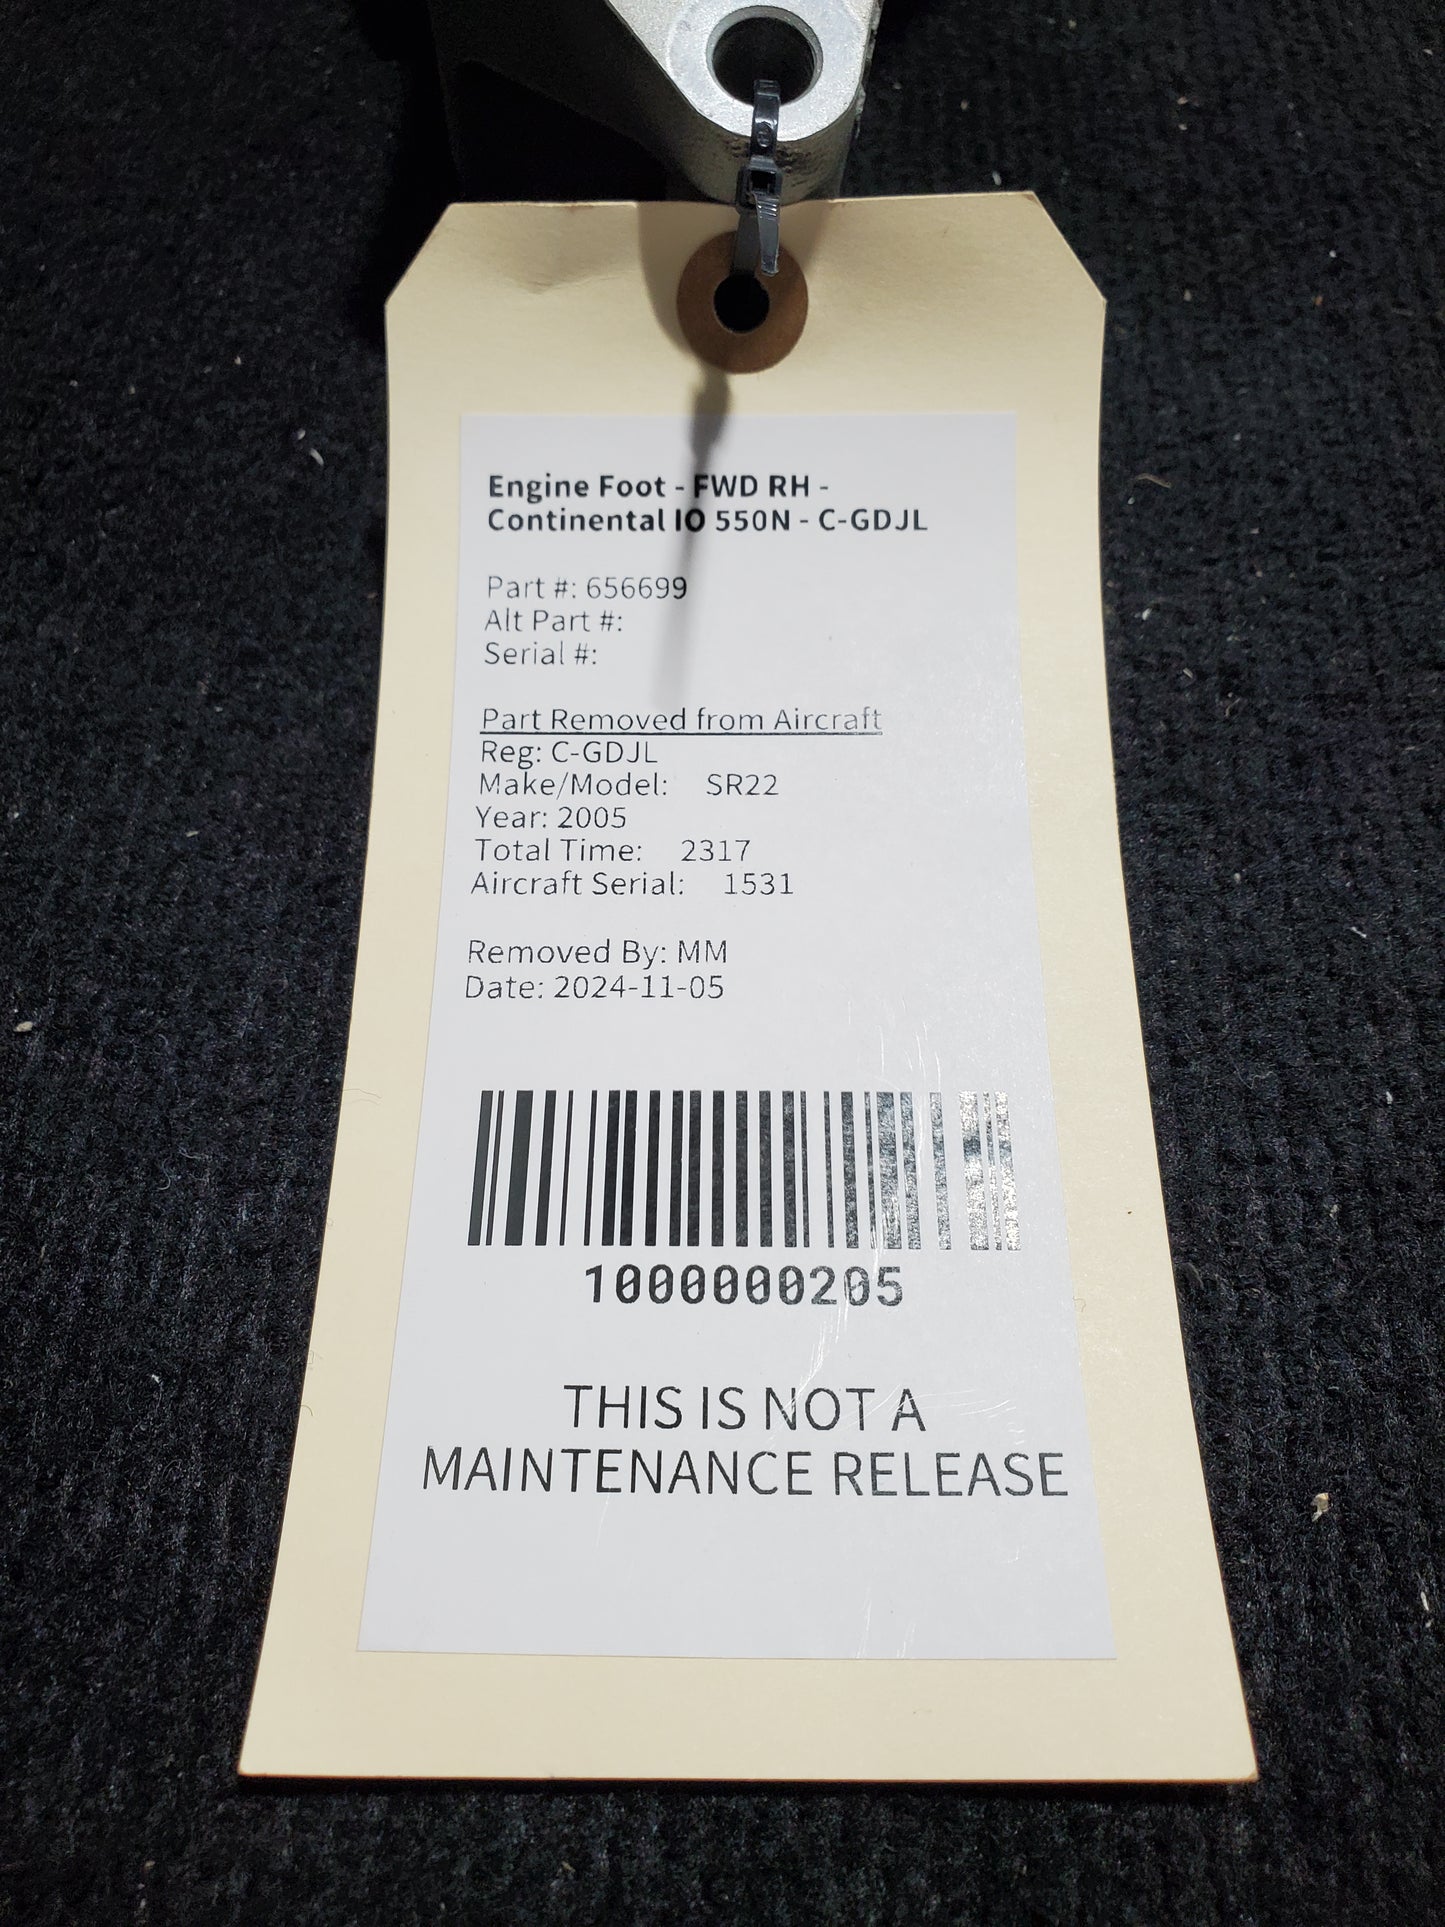 Engine Foot - FWD RH -
Continental IO 550N - C-GDJL
Part #: 656699
Alt Part #:
Serial #:
Part Removed from Aircraft
Reg: C-GDJL
Make/Model: SR22
Year: 2005
Total Time: 2317
Aircraft Serial: 1531
Removed By: MM
Date: 2024-11-05
1000000205
THIS IS NOT A
MAINTENANCE RELEASE